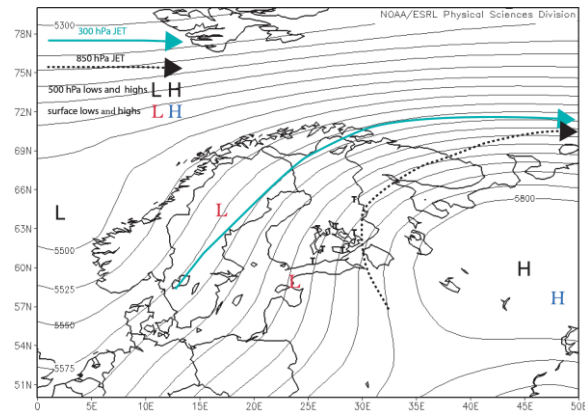 NOAA/ESRL Physical Sciences Division
78N
75N
72N
69N
66N
63N
60N
57N
54N
51N
0
5E
10E
15E
20E
25E
30E
35E
40E
45E
50E
5300
300 hPa JET
850 hPa JET
500 hPa lows and highs L H
surface lows and highs L H
5800
L
L
5500
H
5525
L
H
5560
5575